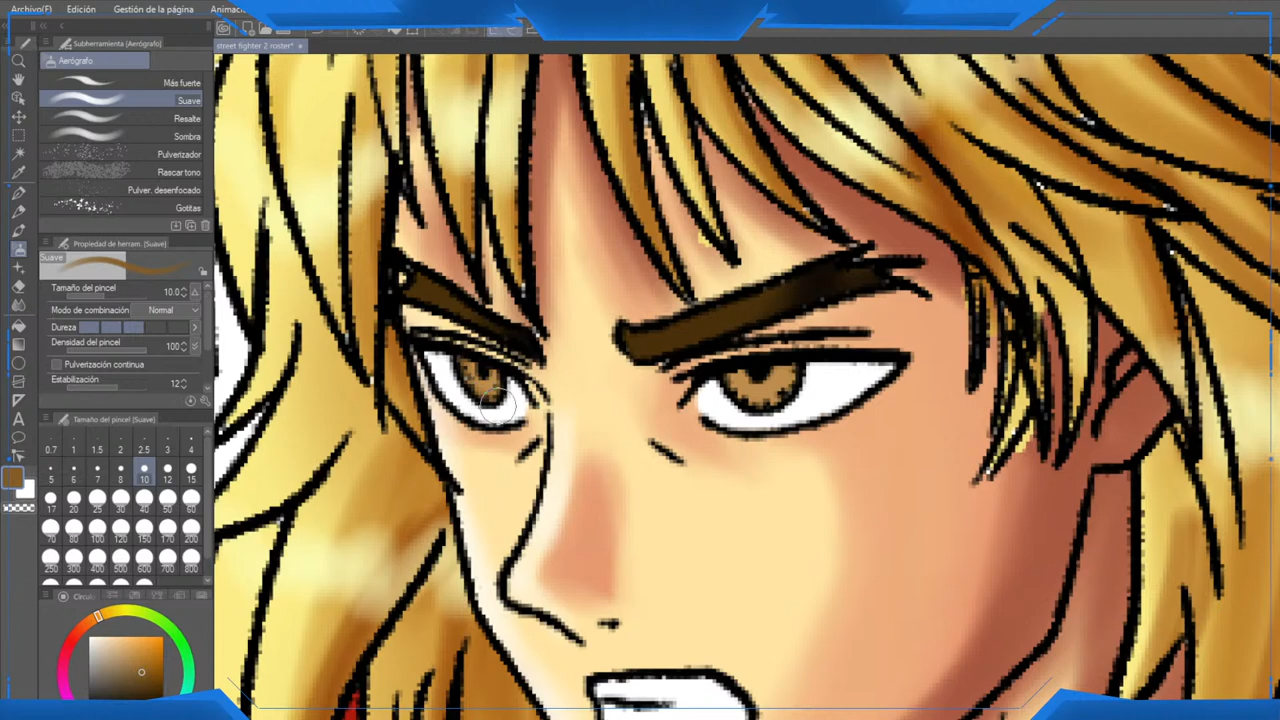 Archivo(F) Edición Gestión de la página Animació
Subherramienta [Aerógrafo]
street fighter 2 roster*
Aerógrafo
Más fuerte
Suave
Resalte
Sombra
Pulverizador
Rascar tono
Pulver. desenfocado
Gotitas
Propiedad de herram. [Suave]
Suave
Tamaño del pincel 10.0
Modo de combinación Normal
Dureza
Densidad del pincel 100
Pulverización continua
Estabilización 12
Tamaño del pincel [Suave]
0.7 1 1.5 2 2.5 3 4
5 6 7 8 10 12 15
17 20 25 30 40 50 60
70 80 100 120 150 170 200
250 300 400 500 600 700 800
Círculo